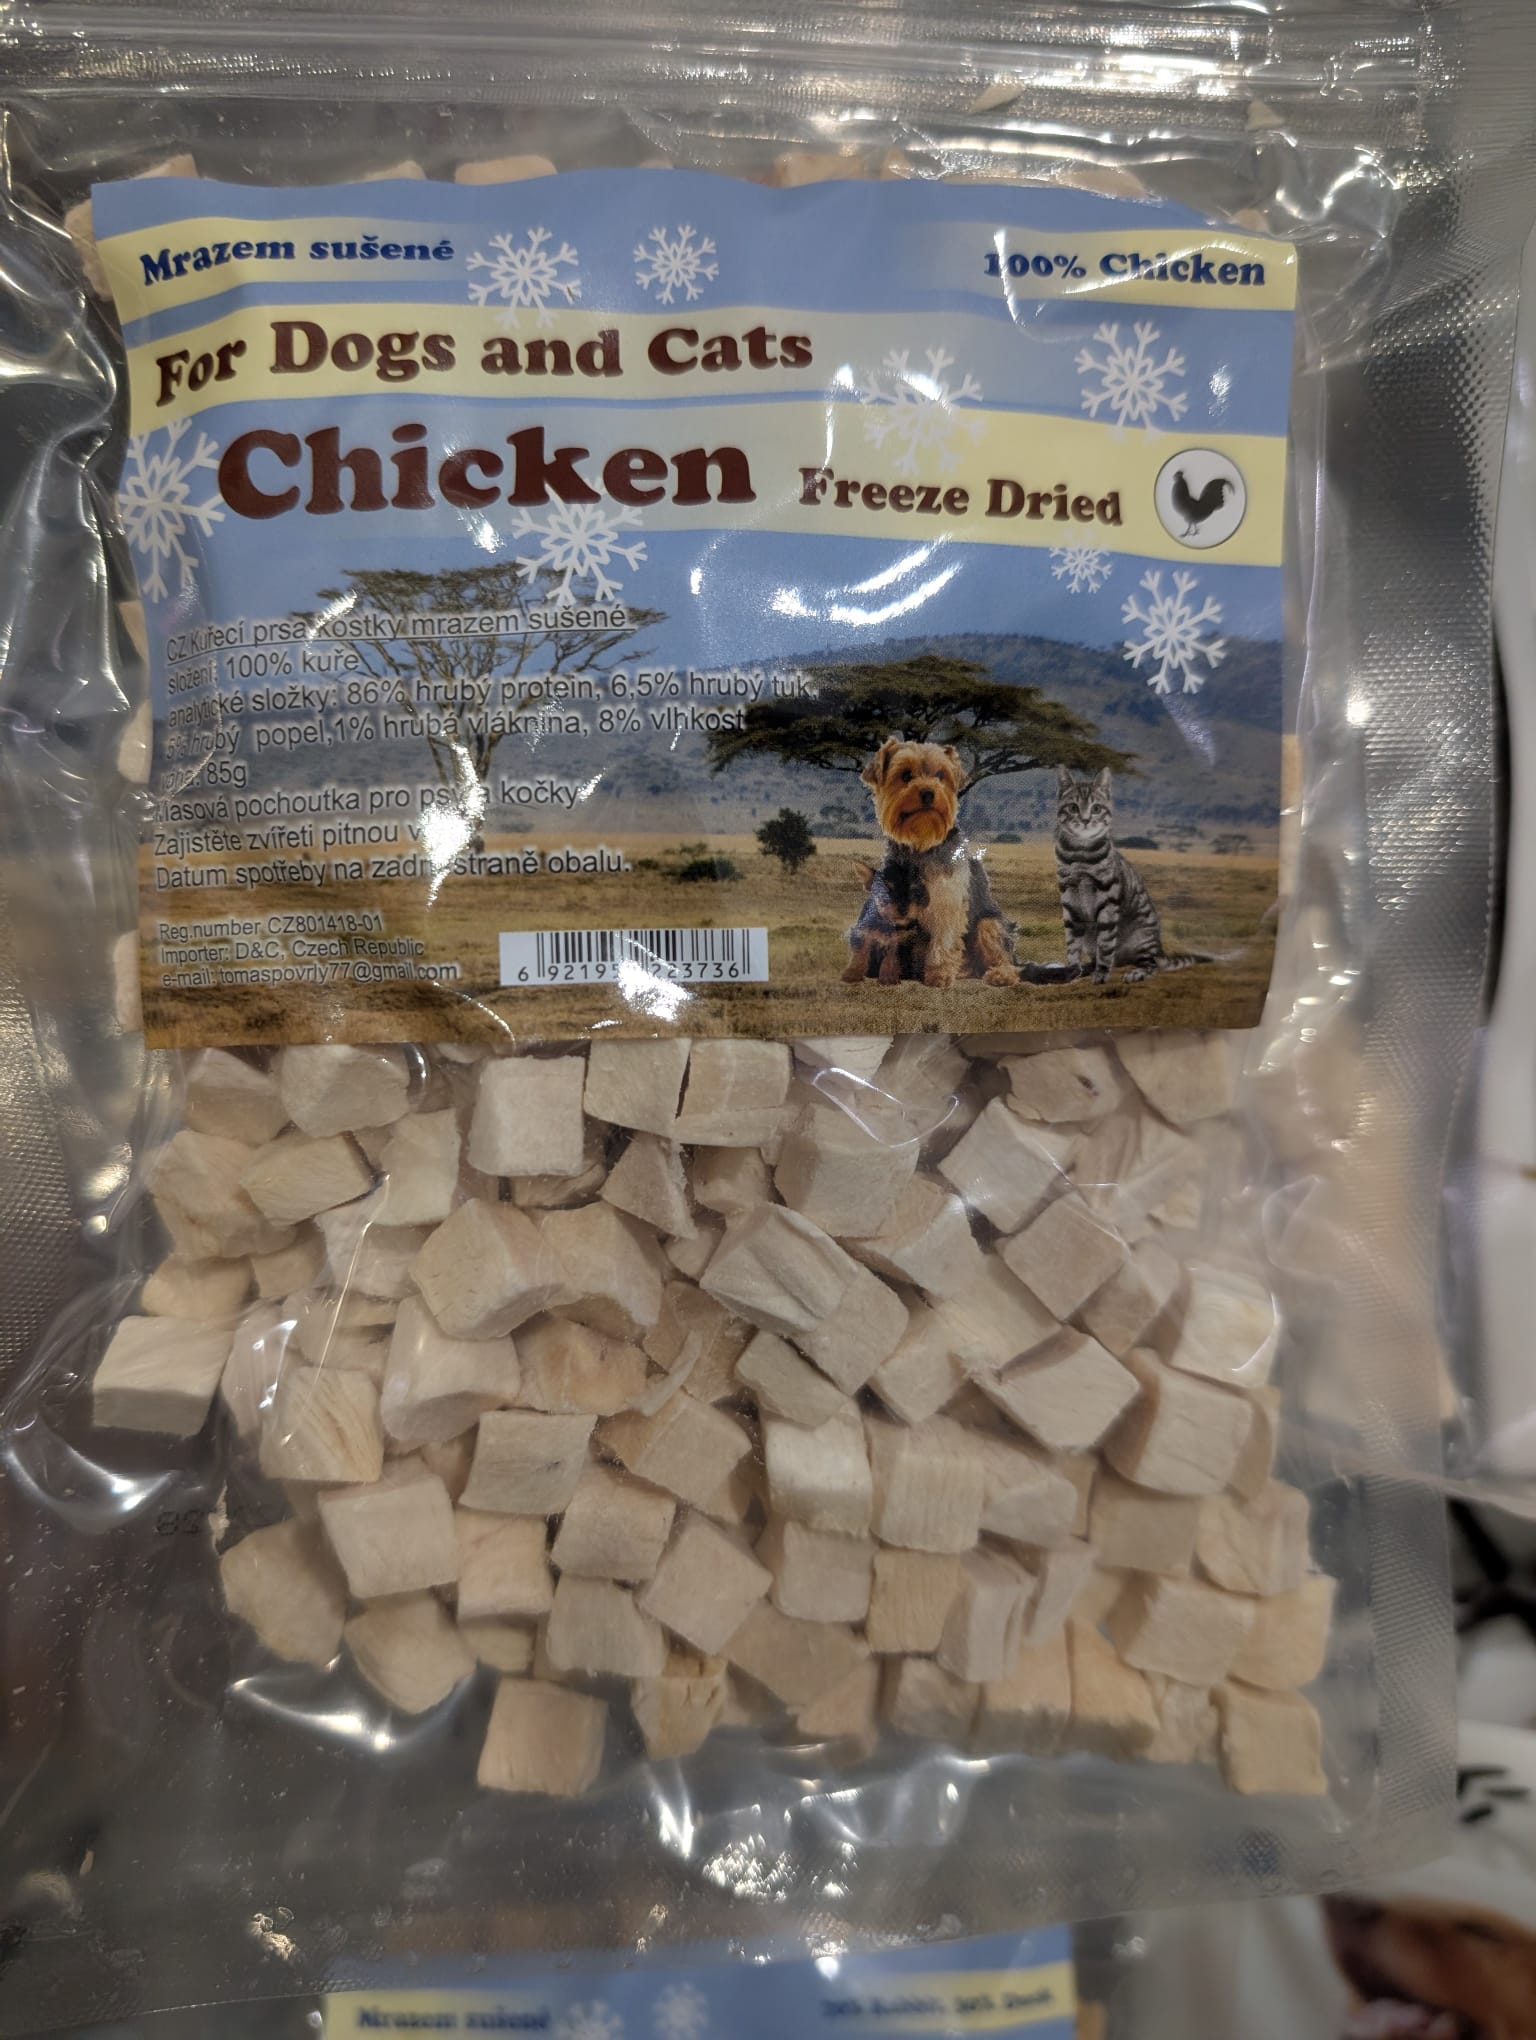 Mrazem sušené
100% Chicken
For Dogs and Cats
Chicken Freeze Dried
CZ Kuřecí prsa kostky mrazem sušené
složení: 100% kuře
analytické složky: 86% hrubý protein, 6,5% hrubý tuk,
5% hrubý popel,1% hrubá vláknina, 8% vlhkost
váha: 85g
Masová pochoutka pro psy a kočky
Zajistěte zvířeti pitnou
Datum spotřeby na zadní straně obalu.
Reg.number CZ801418-01
Importer: D&C, Czech Republic
e-mail: tomaspovrly77@gmail.com
Mrazem sušené